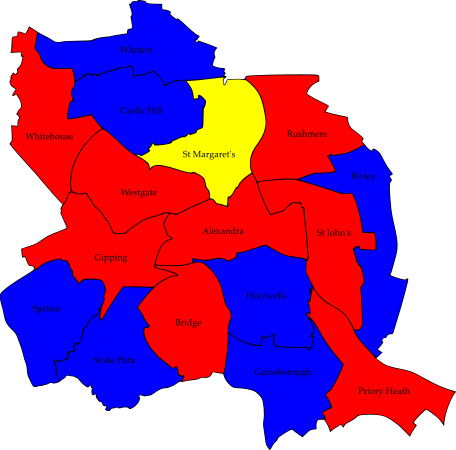 Whitton
Castle Hill
Whitehouse
St Margaret's
Rushmere
Bixley
Westgate
Alexandra
St John's
Gipping
Sprites
Holywells
Bridge
Stoke Park
Gainsborough
Priory Heath